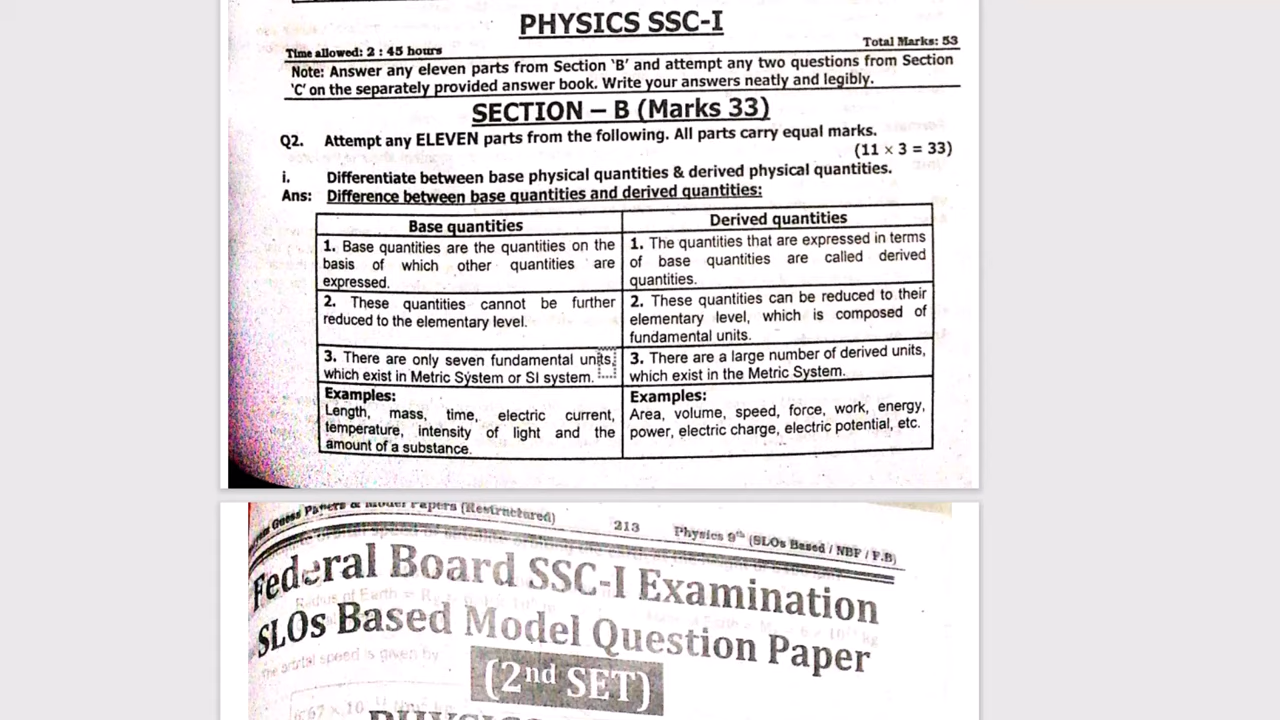 PHYSICS SSC-I
Time allowed: 2 : 45 hours
Total Marks: 53
Note: Answer any eleven parts from Section 'B' and attempt any two questions from Section
'C' on the separately provided answer book. Write your answers neatly and legibly.
SECTION – B (Marks 33)
Q2. Attempt any ELEVEN parts from the following. All parts carry equal marks.
(11 × 3 = 33)
i. Differentiate between base physical quantities & derived physical quantities.
Ans: Difference between base quantities and derived quantities:
Base quantities
Derived quantities
1. Base quantities are the quantities on the
basis of which other quantities are
expressed.
1. The quantities that are expressed in terms
of base quantities are called derived
quantities.
2. These quantities cannot be further
reduced to the elementary level.
2. These quantities can be reduced to their
elementary level, which is composed of
fundamental units.
3. There are only seven fundamental units,
which exist in Metric System or SI system.
3. There are a large number of derived units,
which exist in the Metric System.
Examples:
Length, mass, time, electric current,
temperature, intensity of light and the
amount of a substance.
Examples:
Area, volume, speed, force, work, energy,
power, electric charge, electric potential, etc.
Guess Papers & Model Papers (Restructured)
213
Physics 9th (SLOs Based / NBF / F.B)
Federal Board SSC-I Examination
SLOs Based Model Question Paper
(2nd SET)